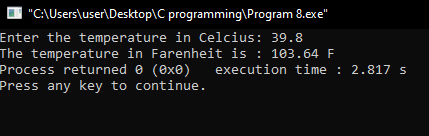 "C:\Users\user\Desktop\C programming\Program 8.exe"
Enter the temperature in Celcius: 39.8
The temperature in Farenheit is : 103.64 F
Process returned 0 (0x0)   execution time : 2.817 s
Press any key to continue.